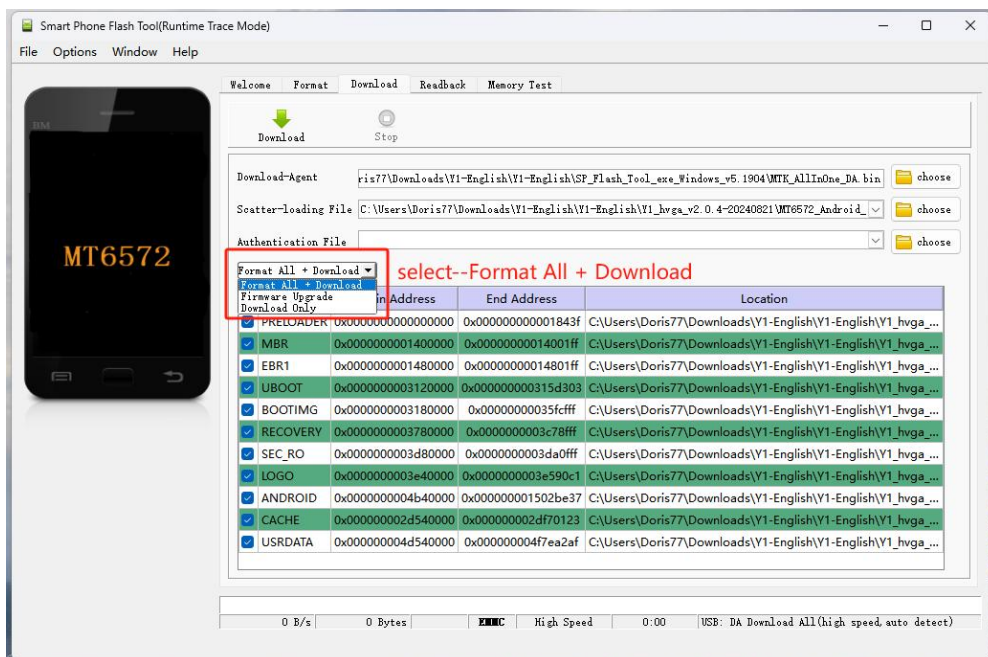 Smart Phone Flash Tool(Runtime Trace Mode)
File Options Window Help
Welcome Format Download Readback Memory Test
BM
Download Stop
Download-Agent ris77\Downloads\Y1-English\Y1-English\SP_Flash_Tool_exe_Windows_v5.1904\MTK_AllInOne_DA.bin choose
Scatter-loading File C:\Users\Doris77\Downloads\Y1-English\Y1-English\Y1_hvga_v2.0.4-20240821\MT6572_Android_ choose
Authentication File choose
MT6572
Format All + Download select--Format All + Download
Format All + Download
Firmware Upgrade
Download Only
in Address End Address Location
PRELOADER 0x0000000000000000 0x000000000001843f C:\Users\Doris77\Downloads\Y1-English\Y1-English\Y1_hvga_...
MBR 0x0000000001400000 0x00000000014001ff C:\Users\Doris77\Downloads\Y1-English\Y1-English\Y1_hvga_...
EBR1 0x0000000001480000 0x00000000014801ff C:\Users\Doris77\Downloads\Y1-English\Y1-English\Y1_hvga_...
UBOOT 0x0000000003120000 0x000000000315d303 C:\Users\Doris77\Downloads\Y1-English\Y1-English\Y1_hvga_...
BOOTIMG 0x0000000003180000 0x00000000035fcfff C:\Users\Doris77\Downloads\Y1-English\Y1-English\Y1_hvga_...
RECOVERY 0x0000000003780000 0x0000000003c78fff C:\Users\Doris77\Downloads\Y1-English\Y1-English\Y1_hvga_...
SEC_RO 0x0000000003d80000 0x0000000003da0fff C:\Users\Doris77\Downloads\Y1-English\Y1-English\Y1_hvga_...
LOGO 0x0000000003e40000 0x0000000003e590c1 C:\Users\Doris77\Downloads\Y1-English\Y1-English\Y1_hvga_...
ANDROID 0x0000000004b40000 0x000000001502be37 C:\Users\Doris77\Downloads\Y1-English\Y1-English\Y1_hvga_...
CACHE 0x000000002d540000 0x000000002df70123 C:\Users\Doris77\Downloads\Y1-English\Y1-English\Y1_hvga_...
USRDATA 0x000000004d540000 0x000000004f7ea2af C:\Users\Doris77\Downloads\Y1-English\Y1-English\Y1_hvga_...
0 B/s 0 Bytes EMMC High Speed 0:00 USB: DA Download All(high speed,auto detect)